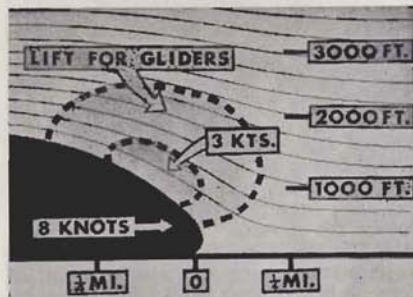 LIFT FOR GLIDERS
3000 FT.
2000 FT.
3 KTS.
1000 FT.
8 KNOTS
½ MI.
0
½ MI.